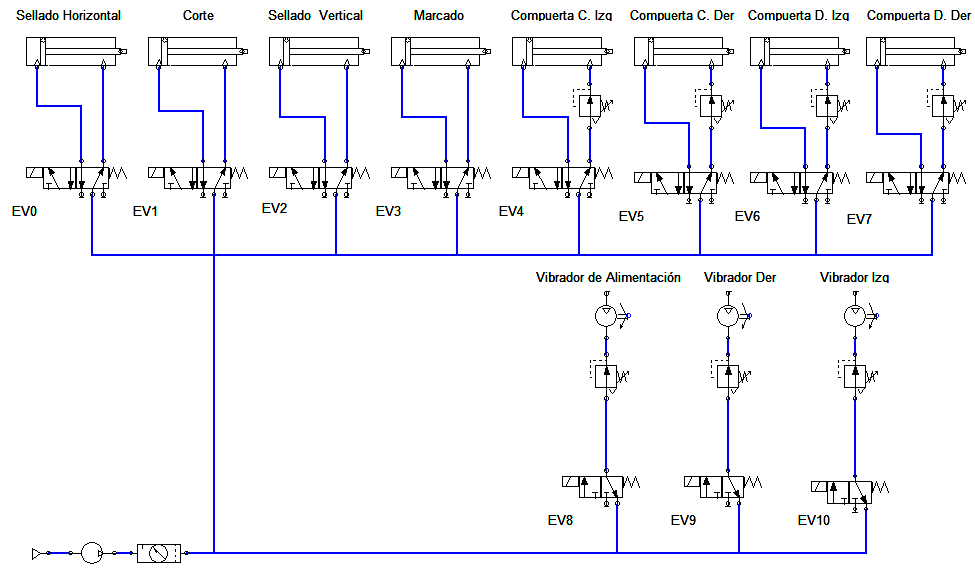 Sellado Horizontal
Corte
Sellado Vertical
Marcado
Compuerta C. Izq
Compuerta C. Der
Compuerta D. Izq
Compuerta D. Der
EV0
EV1
EV2
EV3
EV4
EV5
EV6
EV7
Vibrador de Alimentación
Vibrador Der
Vibrador Izq
EV8
EV9
EV10